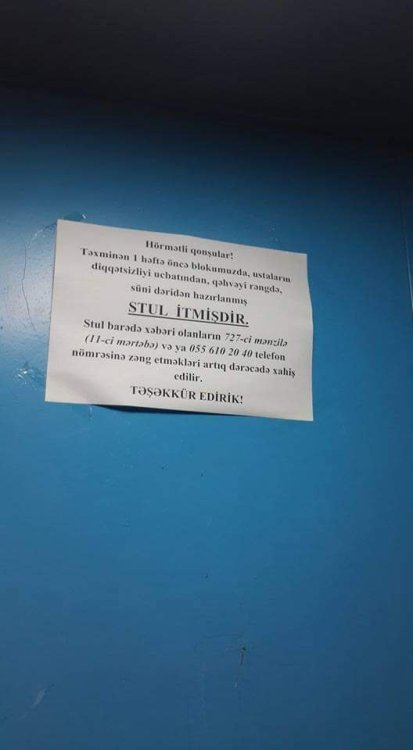 Hörmətli qonşular!
Təxminən 1 həftə öncə blokumuzda, ustaların
diqqətsizliyi ucbatından, qəhvəyi rəngdə,
süni dəridən hazırlanmış
STUL İTMİŞDİR.
Stul barədə xəbəri olanların 727-ci mənzilə
(11-ci mərtəbə) və ya 055 610 20 40 telefon
nömrəsinə zəng etməkləri artıq dərəcədə xahiş
edilir.
TƏŞƏKKÜR EDİRİK!